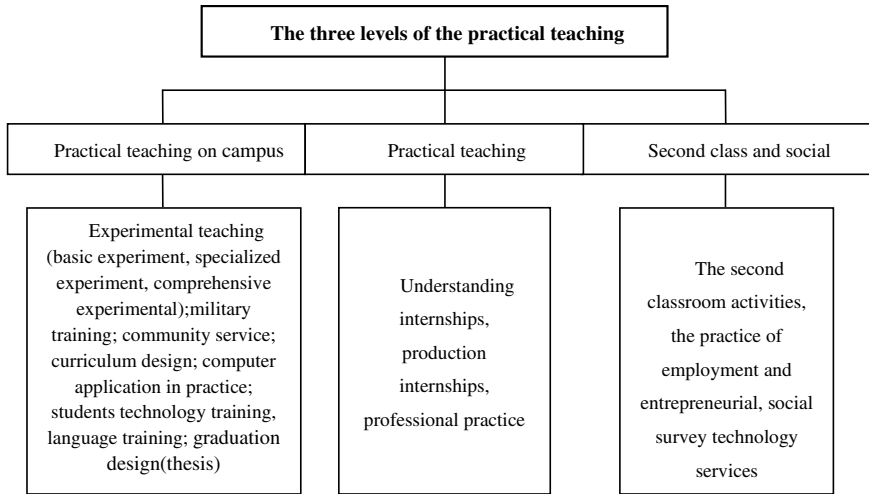 The three levels of the practical teaching
Practical teaching on campus
Practical teaching
Second class and social
Experimental teaching
(basic experiment, specialized
experiment, comprehensive
experimental);military
training; community service;
curriculum design; computer
application in practice;
students technology training,
language training; graduation
design(thesis)
Understanding
internships,
production
internships,
professional practice
The second
classroom activities,
the practice of
employment and
entrepreneurial, social
survey technology
services